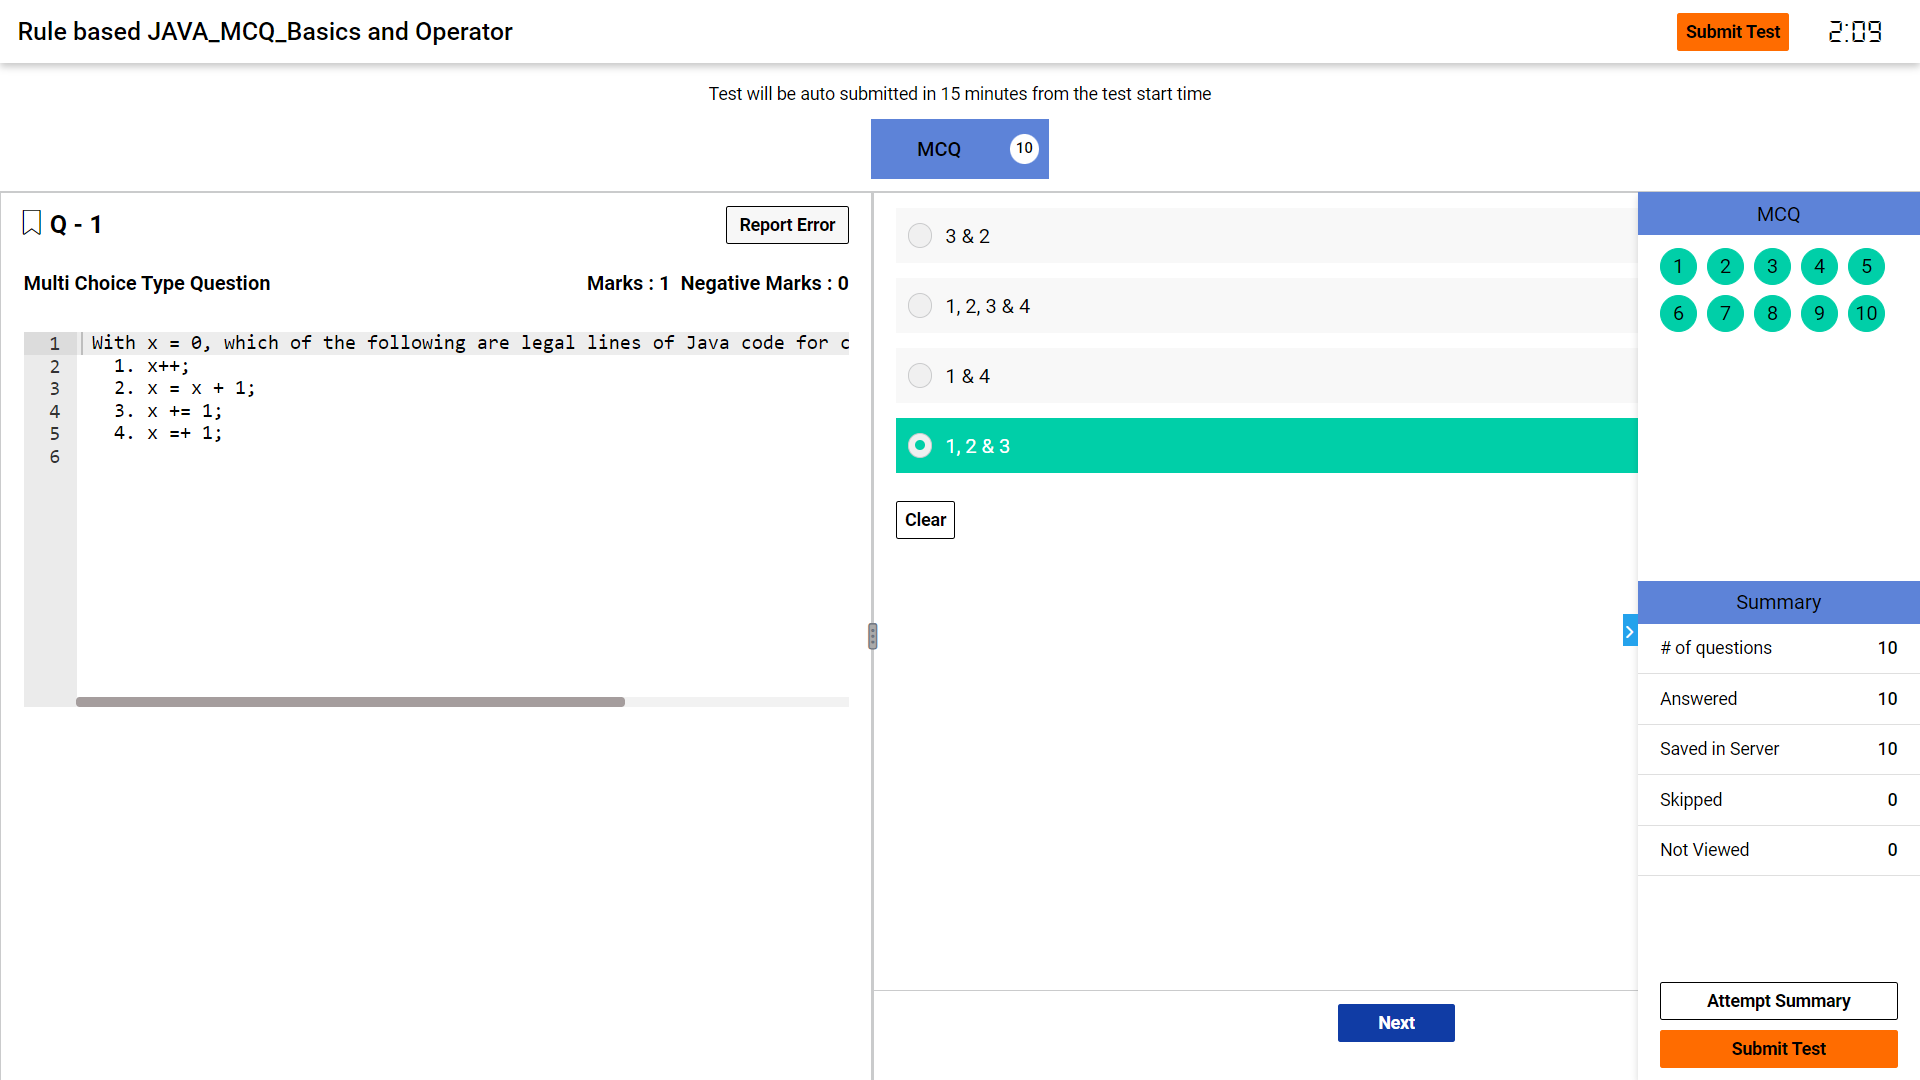 Rule based JAVA_MCQ_Basics and Operator
Submit Test
2:09
Test will be auto submitted in 15 minutes from the test start time
MCQ 10
Q - 1
Report Error
Multi Choice Type Question
Marks : 1 Negative Marks : 0
1 With x = 0, which of the following are legal lines of Java code for
2 1. x++;
3 2. x = x + 1;
4 3. x += 1;
5 4. x =+ 1;
6
3 & 2
1, 2, 3 & 4
1 & 4
1, 2 & 3
Clear
Next
MCQ
1 2 3 4 5
6 7 8 9 10
Summary
# of questions 10
Answered 10
Saved in Server 10
Skipped 0
Not Viewed 0
Attempt Summary
Submit Test